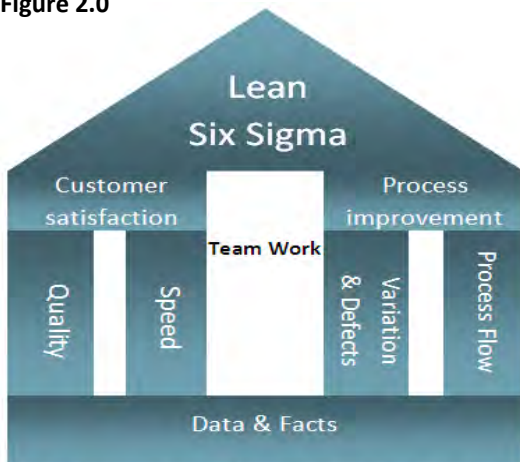 Figure 2.0
Lean
Six Sigma
Customer
satisfaction
Process
improvement
Team Work
Quality
Speed
Variation
& Defects
Process Flow
Data & Facts